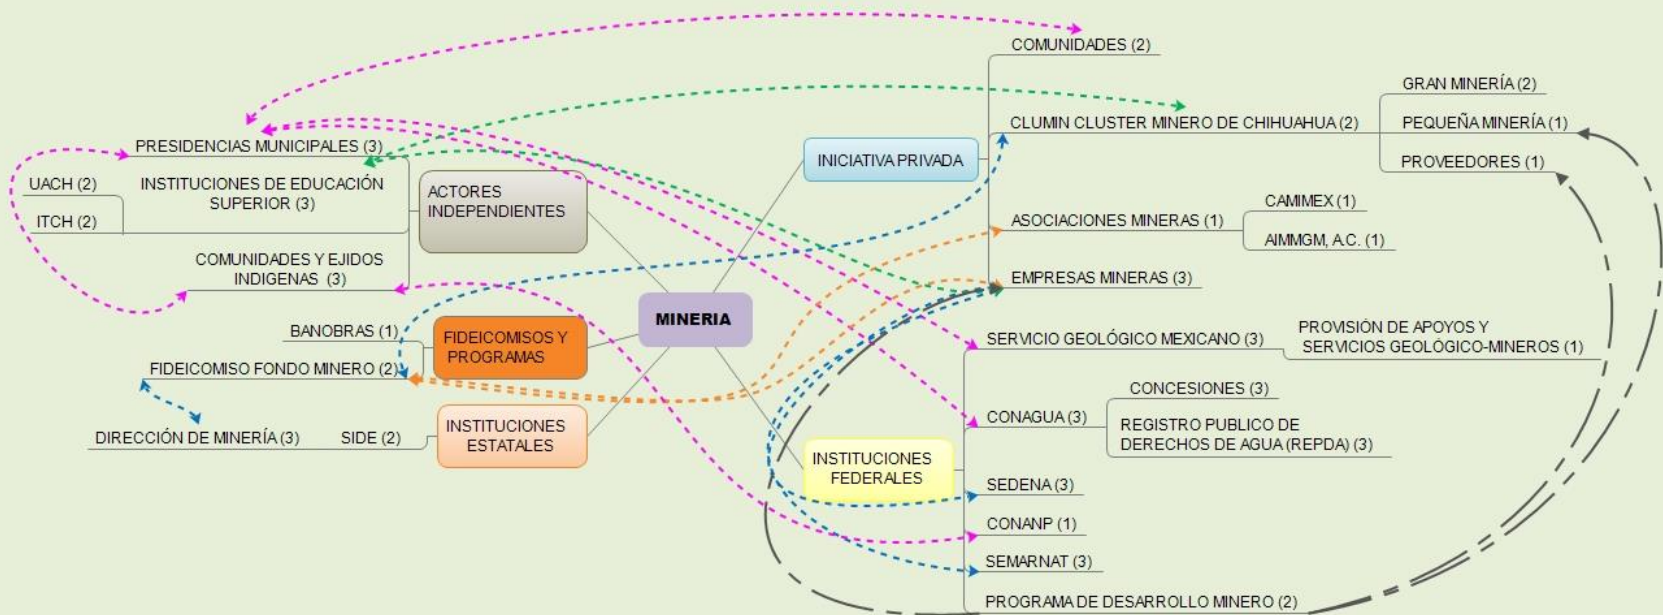 COMUNIDADES (2)
GRAN MINERÍA (2)
CLUMIN CLUSTER MINERO DE CHIHUAHUA (2)
PEQUEÑA MINERÍA (1)
PROVEEDORES (1)
INICIATIVA PRIVADA
ASOCIACIONES MINERAS (1)
CAMIMEX (1)
AIMMGM, A.C. (1)
EMPRESAS MINERAS (3)
PRESIDENCIAS MUNICIPALES (3)
INSTITUCIONES DE EDUCACIÓN
SUPERIOR (3)
UACH (2)
ITCH (2)
ACTORES
INDEPENDIENTES
COMUNIDADES Y EJIDOS
INDIGENAS (3)
MINERIA
BANOBRAS (1)
FIDEICOMISO FONDO MINERO (2)
FIDEICOMISOS Y
PROGRAMAS
DIRECCIÓN DE MINERÍA (3)
SIDE (2)
INSTITUCIONES
ESTATALES
INSTITUCIONES
FEDERALES
SERVICIO GEOLÓGICO MEXICANO (3)
PROVISIÓN DE APOYOS Y
SERVICIOS GEOLÓGICO-MINEROS (1)
CONAGUA (3)
CONCESIONES (3)
REGISTRO PUBLICO DE
DERECHOS DE AGUA (REPDA) (3)
SEDENA (3)
CONANP (1)
SEMARNAT (3)
PROGRAMA DE DESARROLLO MINERO (2)